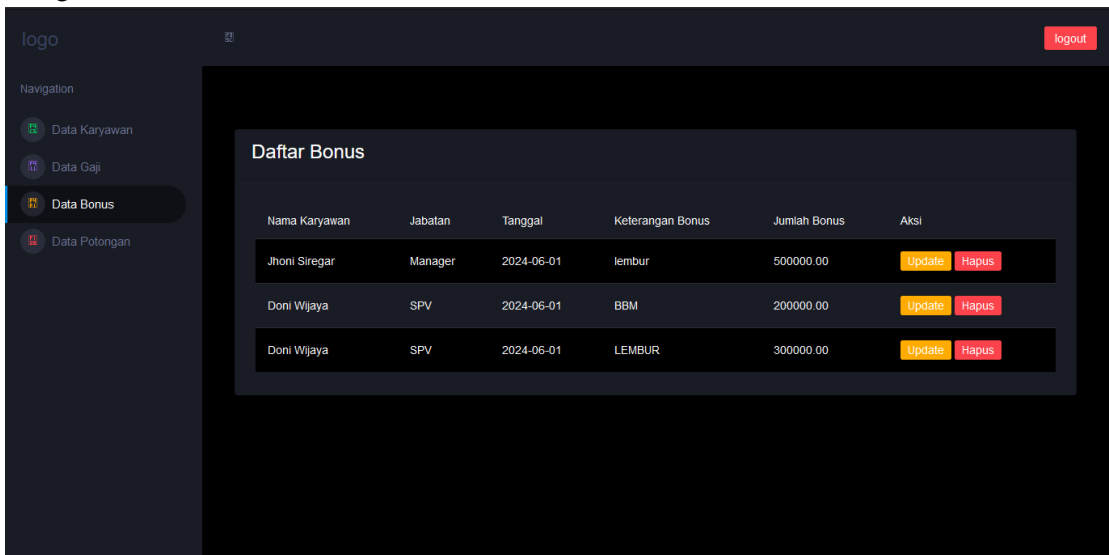 logo
logout
Navigation
Data Karyawan
Data Gaji
Data Bonus
Data Potongan
Daftar Bonus
Nama Karyawan Jabatan Tanggal Keterangan Bonus Jumlah Bonus Aksi
Jhoni Siregar Manager 2024-06-01 lembur 500000.00 Update Hapus
Doni Wijaya SPV 2024-06-01 BBM 200000.00 Update Hapus
Doni Wijaya SPV 2024-06-01 LEMBUR 300000.00 Update Hapus